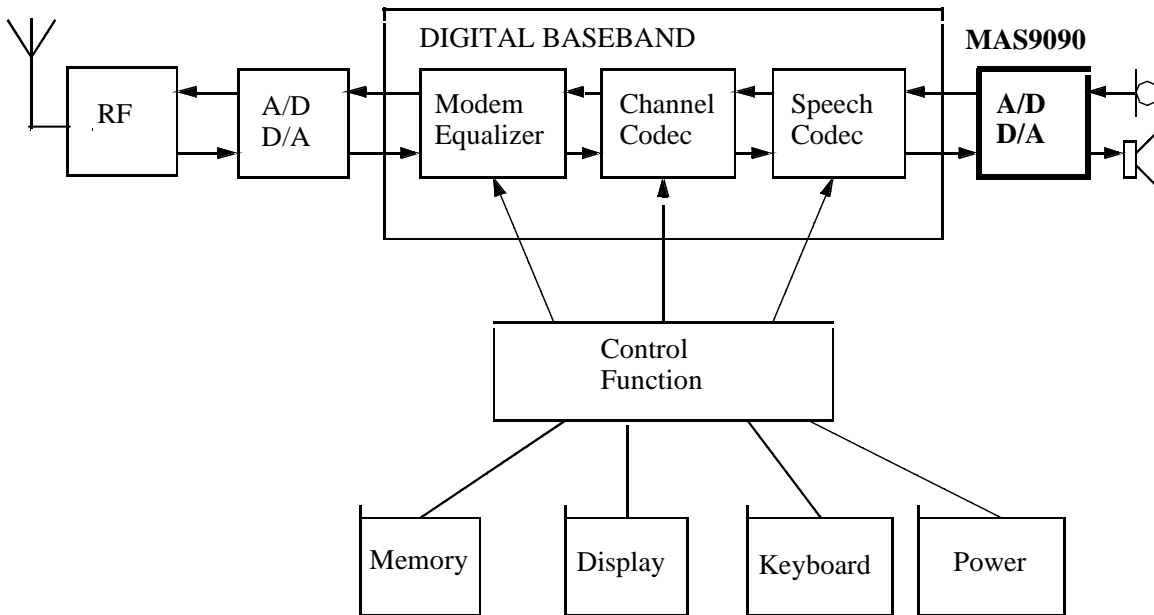 DIGITAL BASEBAND
MAS9090
RF
A/D
D/A
Modem
Equalizer
Channel
Codec
Speech
Codec
A/D
D/A
Control
Function
Memory
Display
Keyboard
Power